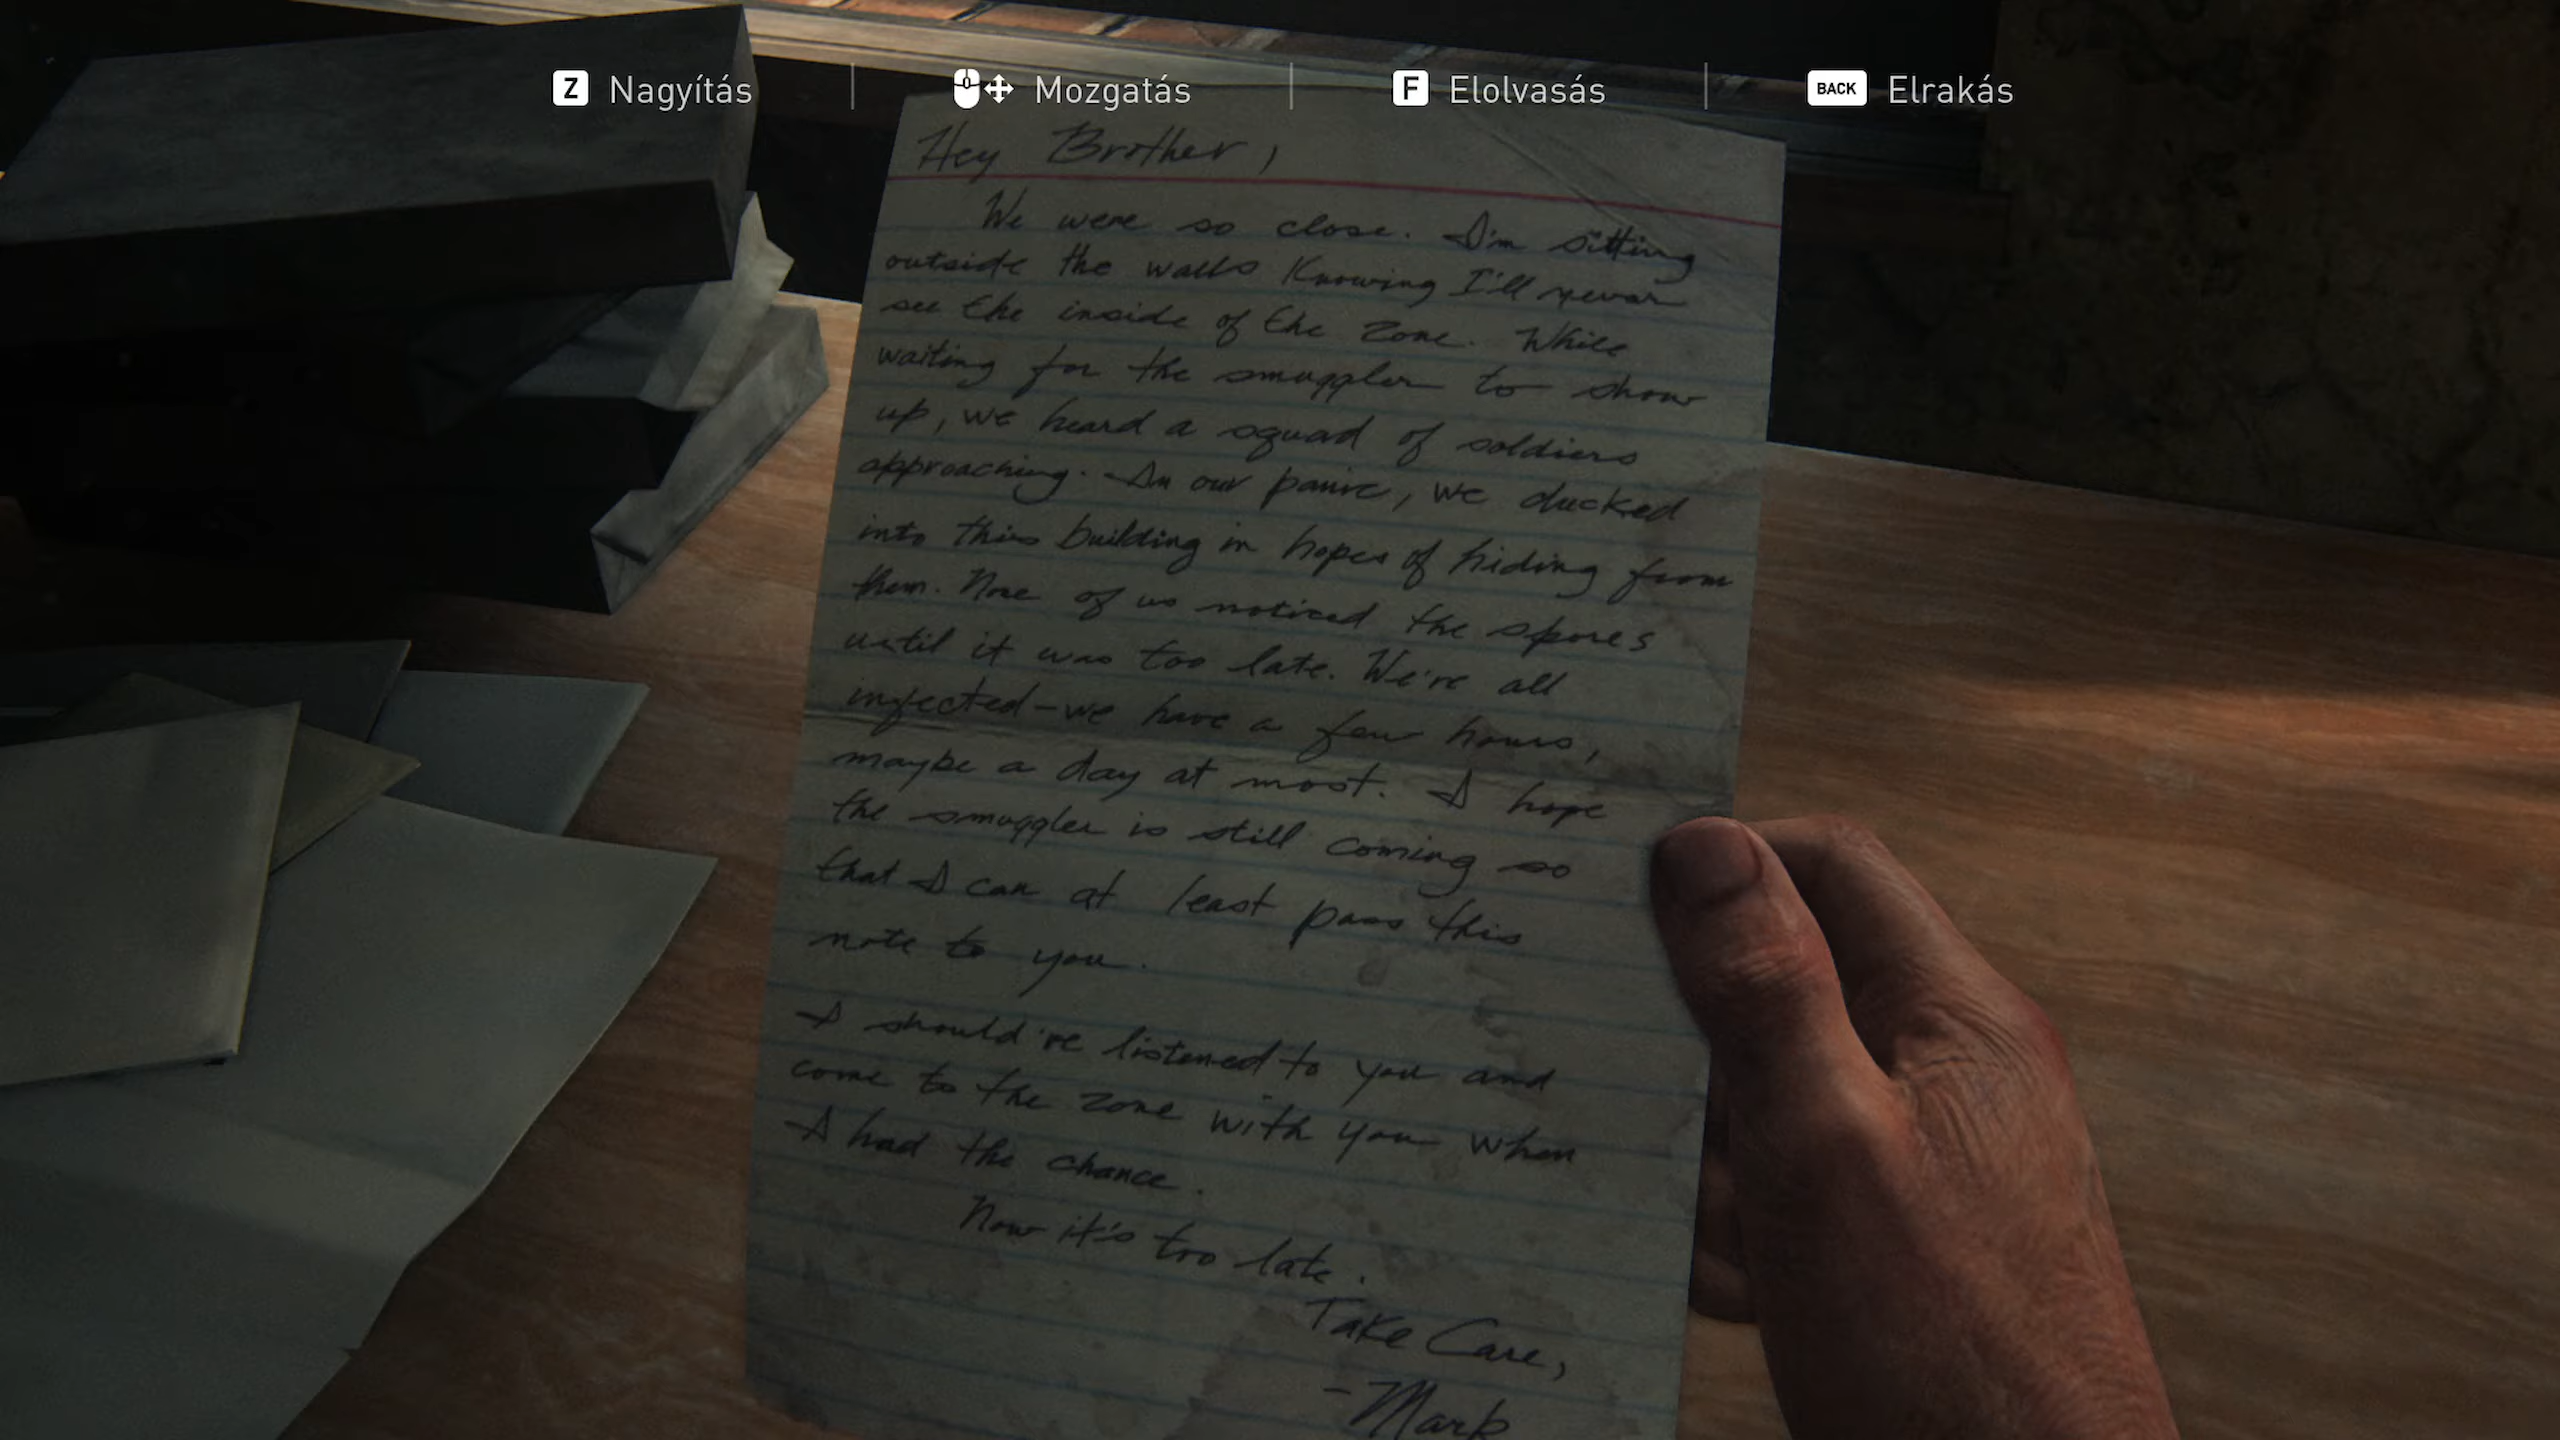 Z Nagyítás Mozgatás F Elolvasás BACK Elrakás
Hey Brother,
We were so close. I'm sitting
outside the walls knowing I'll never
see the inside of the zone. While
waiting for the smuggler to show
up, we heard a squad of soldiers
approaching. In our panic, we ducked
into this building in hopes of hiding from
them. None of us noticed the spores
until it was too late. We're all
infected-we have a few hours,
maybe a day at most. I hope
the smuggler is still coming so
that I can at least pass this
note to you.
I should've listened to you and
come to the zone with you when
I had the chance.
Now it's too late.
Take Care,
-Mark